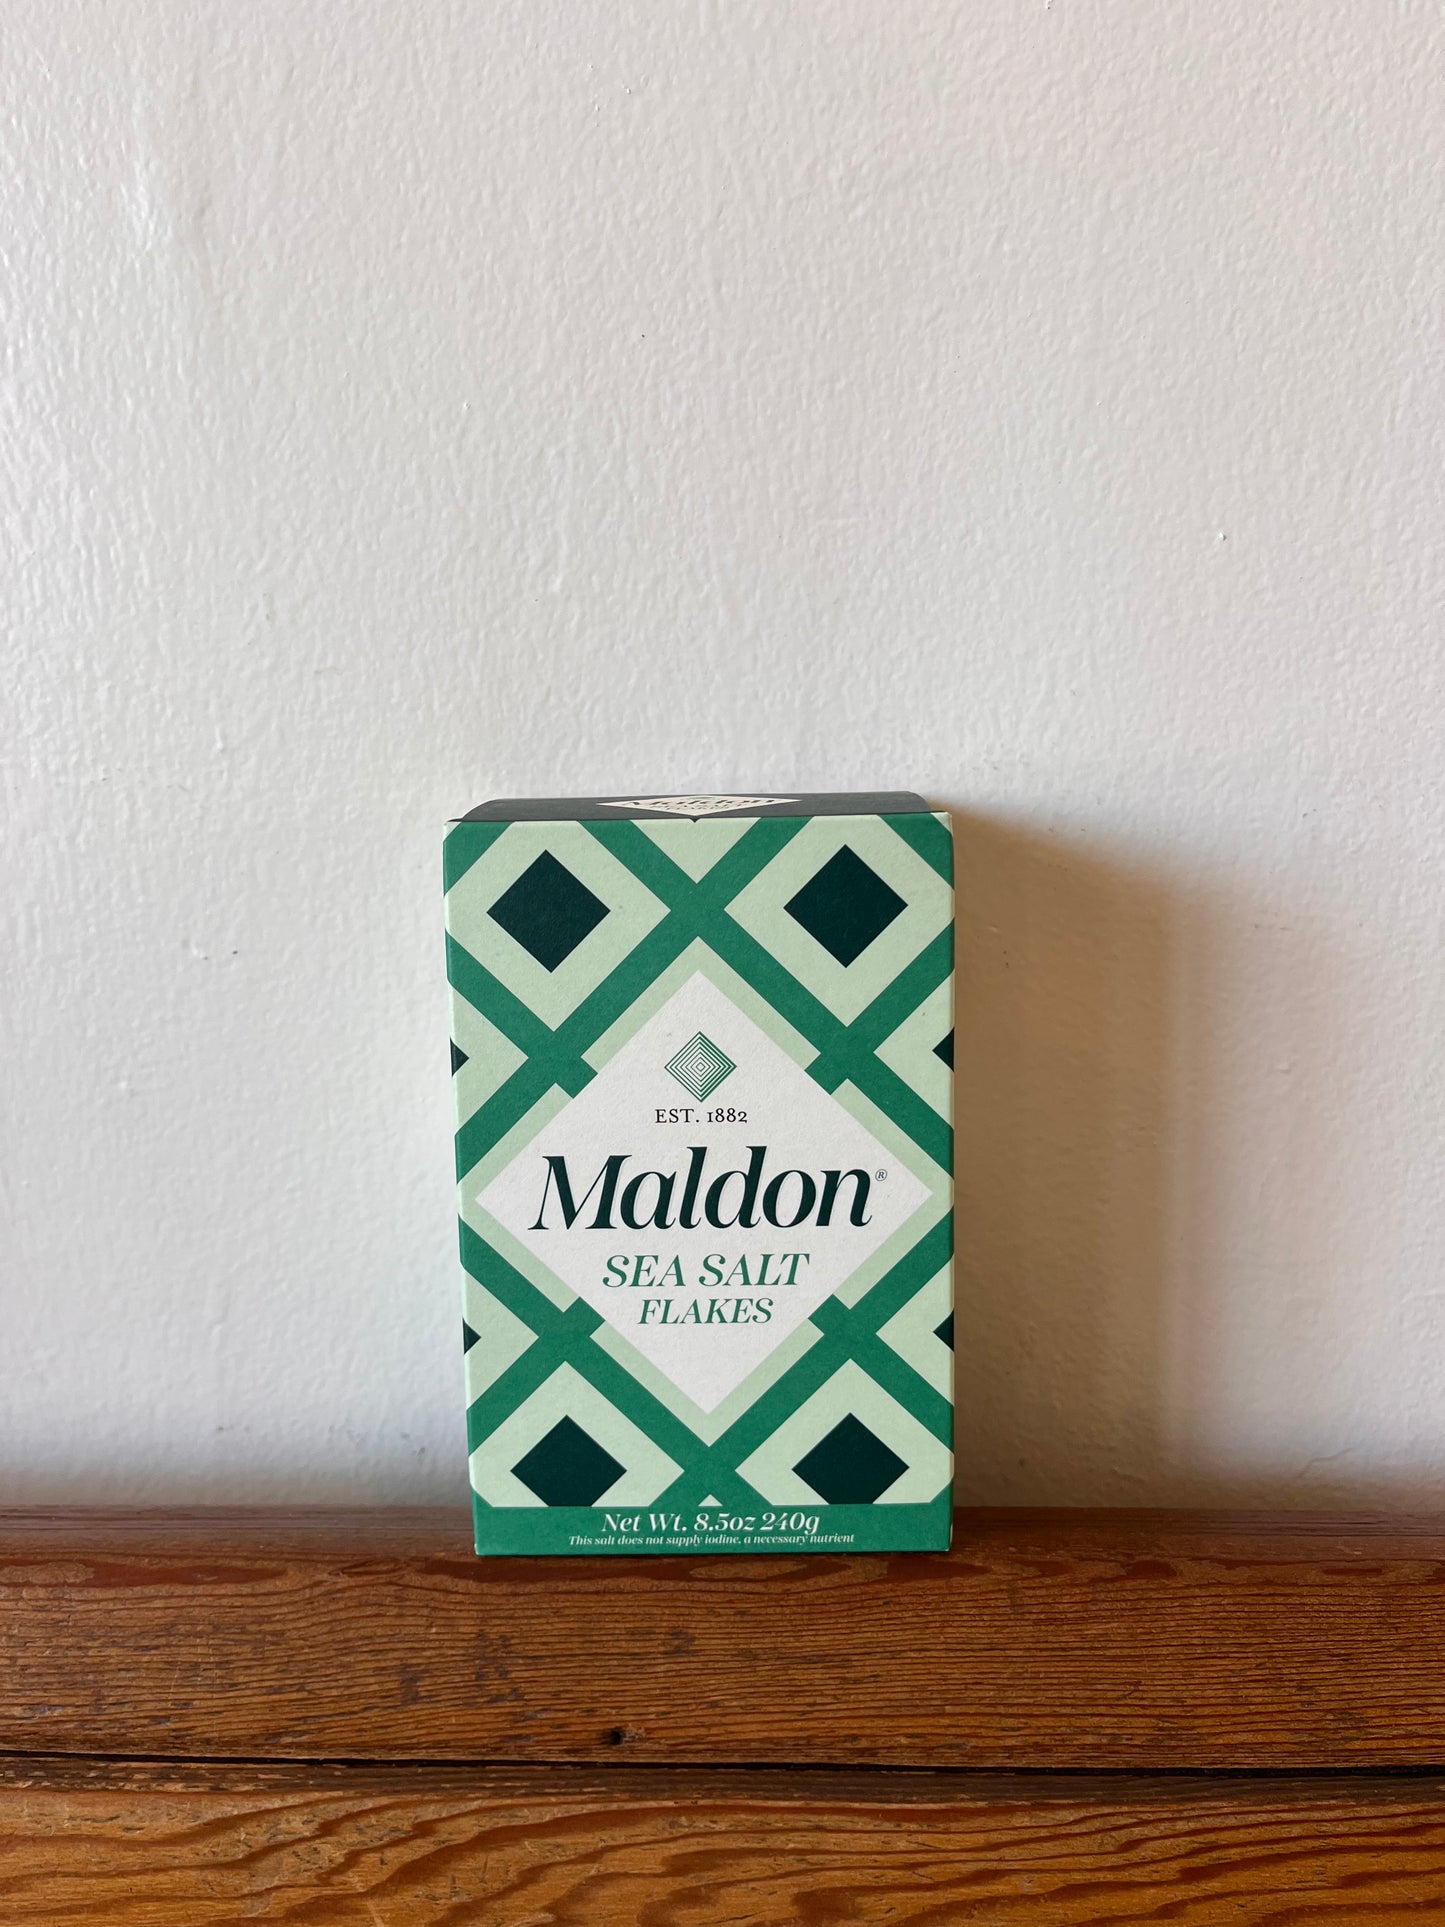 Maldon
EST. 1882
Maldon®
SEA SALT
FLAKES
Net Wt. 8.5oz 240g
This salt does not supply iodine, a necessary nutrient